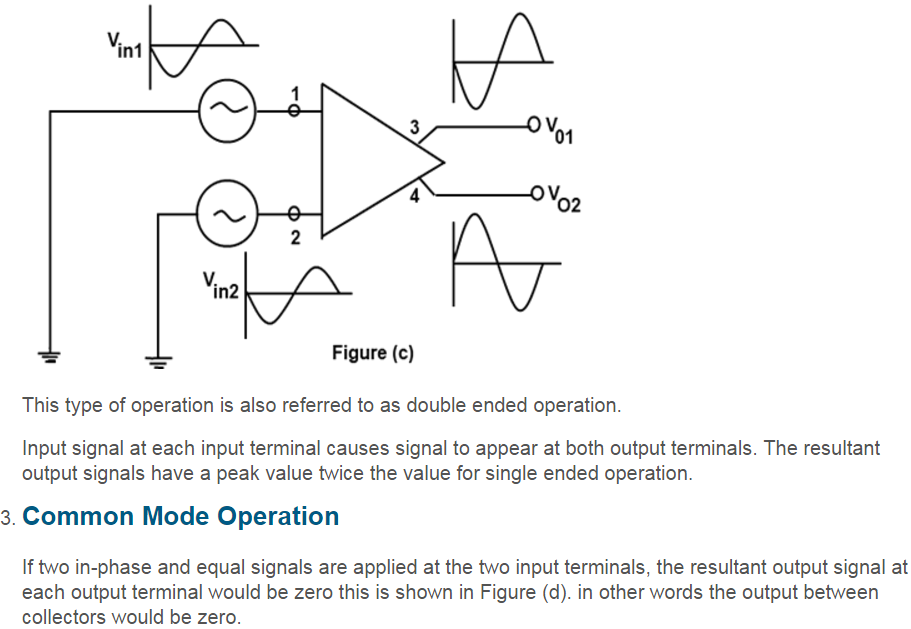 Vin1
1
3
V01
4
VO2
2
Vin2
Figure (c)
This type of operation is also referred to as double ended operation.
Input signal at each input terminal causes signal to appear at both output terminals. The resultant
output signals have a peak value twice the value for single ended operation.
3. Common Mode Operation
If two in-phase and equal signals are applied at the two input terminals, the resultant output signal at
each output terminal would be zero this is shown in Figure (d). in other words the output between
collectors would be zero.